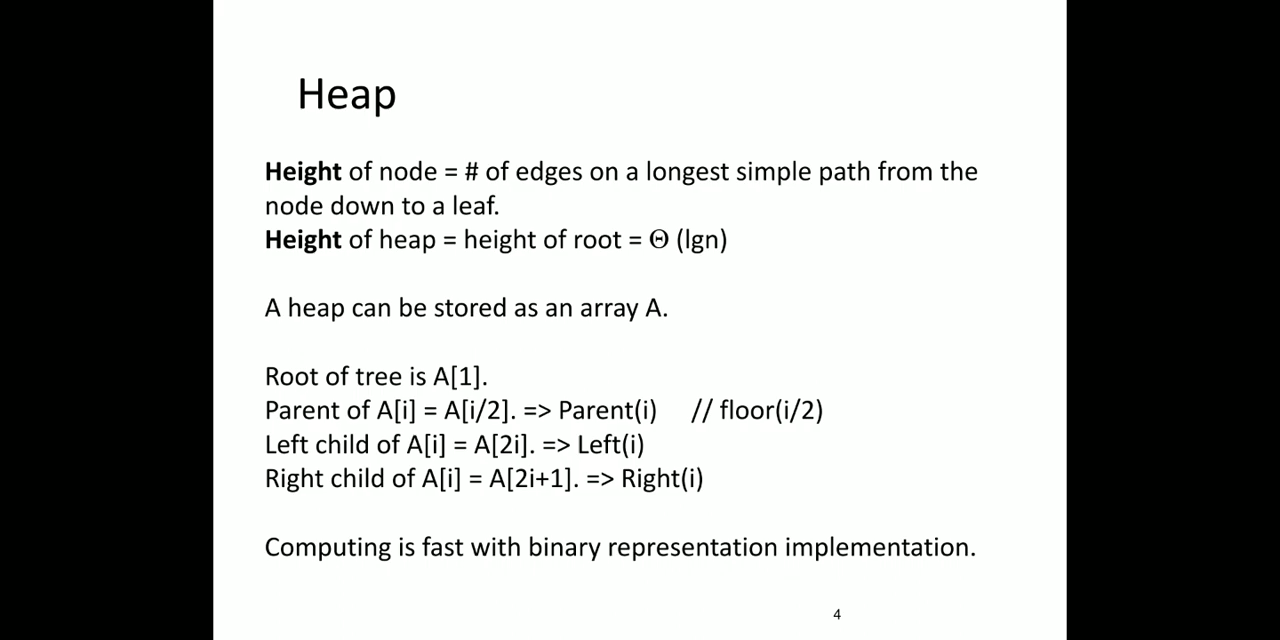 Heap
Height of node = # of edges on a longest simple path from the
node down to a leaf.
Height of heap = height of root = Θ (lgn)
A heap can be stored as an array A.
Root of tree is A[1].
Parent of A[i] = A[i/2]. => Parent(i) // floor(i/2)
Left child of A[i] = A[2i]. => Left(i)
Right child of A[i] = A[2i+1]. => Right(i)
Computing is fast with binary representation implementation.
4